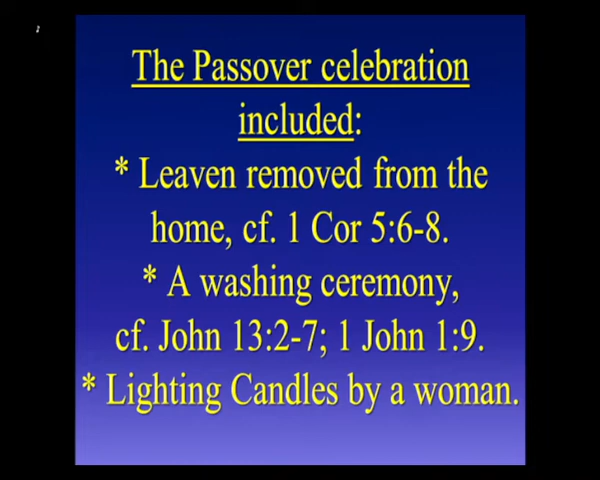 The Passover celebration
included:
* Leaven removed from the
home, cf. 1 Cor 5:6-8.
* A washing ceremony,
cf. John 13:2-7; 1 John 1:9.
* Lighting Candles by a woman.